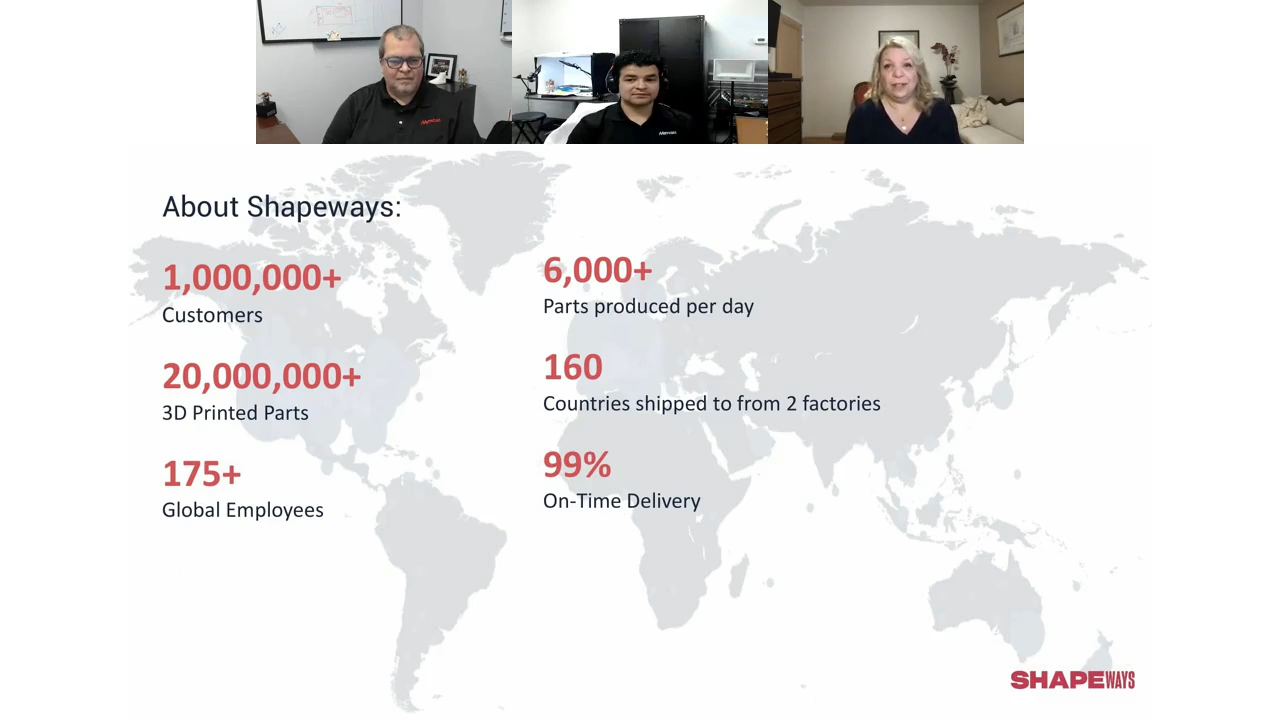 About Shapeways:
1,000,000+
Customers
20,000,000+
3D Printed Parts
175+
Global Employees
6,000+
Parts produced per day
160
Countries shipped to from 2 factories
99%
On-Time Delivery
SHAPEWAYS